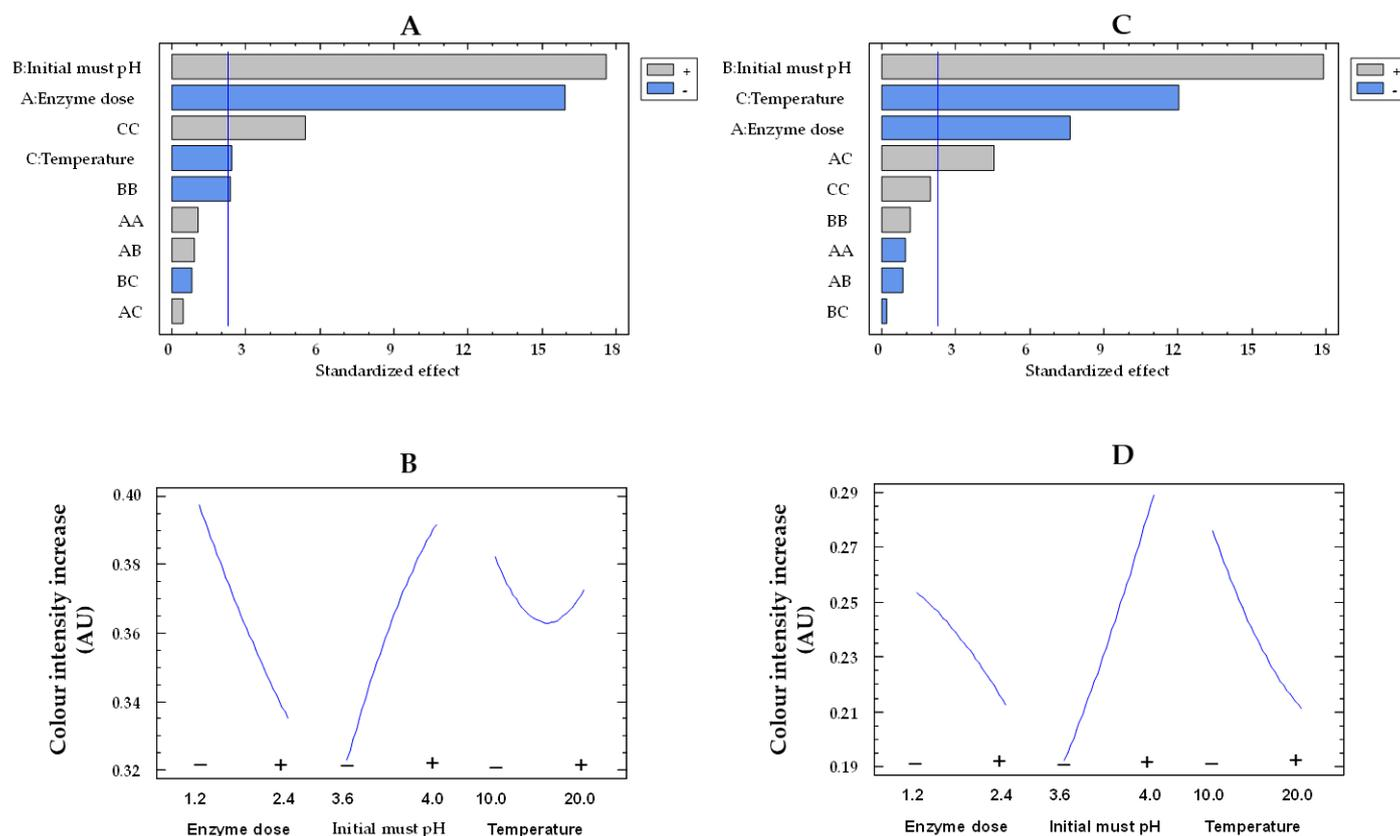 A
B:Initial must pH
A:Enzyme dose
CC
C:Temperature
BB
AA
AB
BC
AC
+
-
0 3 6 9 12 15 18
Standardized effect
C
B:Initial must pH
C:Temperature
A:Enzyme dose
AC
CC
BB
AA
AB
BC
+
-
0 3 6 9 12 15 18
Standardized effect
B
Colour intensity increase
(AU)
0.40
0.38
0.36
0.34
0.32
− + − + − +
1.2 2.4 3.6 4.0 10.0 20.0
Enzyme dose Initial must pH Temperature
D
Colour intensity increase
(AU)
0.29
0.27
0.25
0.23
0.21
0.19
− + − + − +
1.2 2.4 3.6 4.0 10.0 20.0
Enzyme dose Initial must pH Temperature